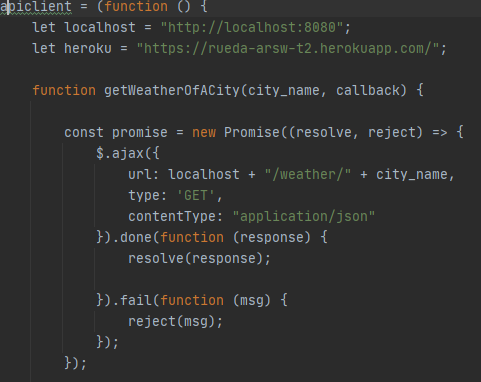 apiclient = (function () {
let localhost = "http://localhost:8080";
let heroku = "https://rueda-arsw-t2.herokuapp.com/";
function getWeatherOfACity(city_name, callback) {
const promise = new Promise((resolve, reject) => {
$.ajax({
url: localhost + "/weather/" + city_name,
type: 'GET',
contentType: "application/json"
}).done(function (response) {
resolve(response);
}).fail(function (msg) {
reject(msg);
});
});